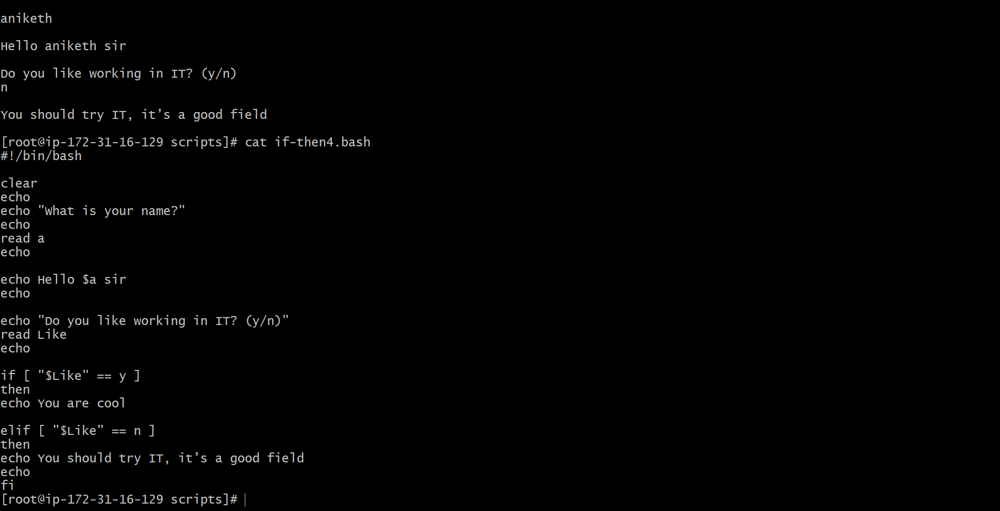 aniketh
Hello aniketh sir
Do you like working in IT? (y/n)
n
You should try IT, it’s a good field
[root@ip-172-31-16-129 scripts]# cat if-then4.bash
#!/bin/bash
clear
echo
echo "What is your name?"
echo
read a
echo
echo Hello $a sir
echo
echo "Do you like working in IT? (y/n)"
read Like
echo
if [ "$Like" == y ]
then
echo You are cool
elif [ "$Like" == n ]
then
echo You should try IT, it’s a good field
echo
fi
[root@ip-172-31-16-129 scripts]#